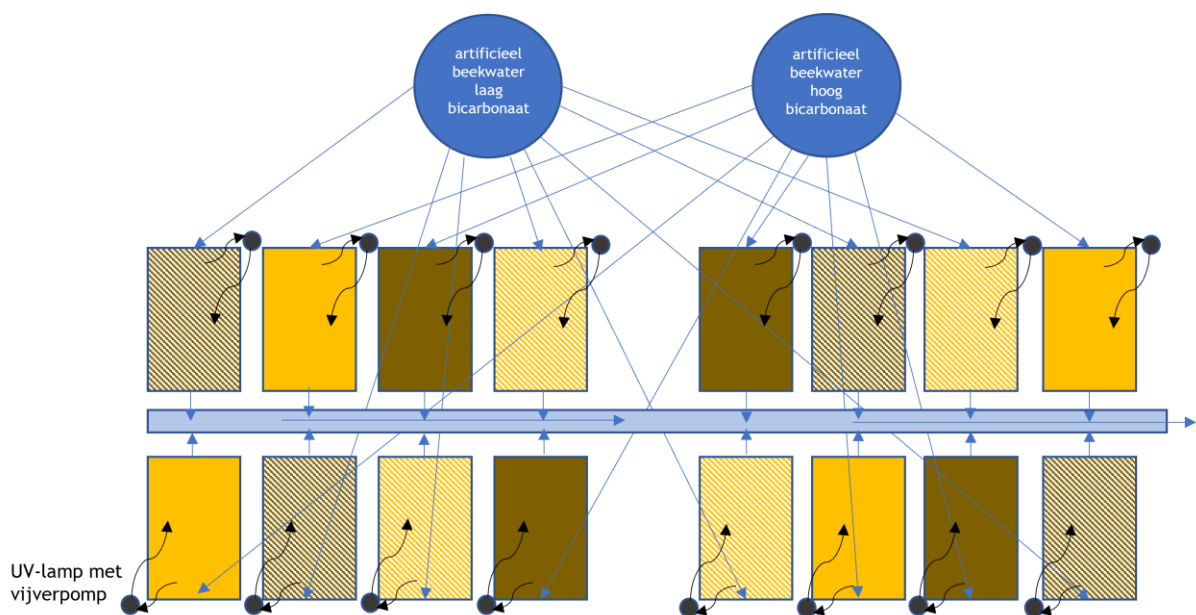 artificieel
beekwater
laag
bicarbonaat
artificieel
beekwater
hoog
bicarbonaat
UV-lamp met
vijverpomp